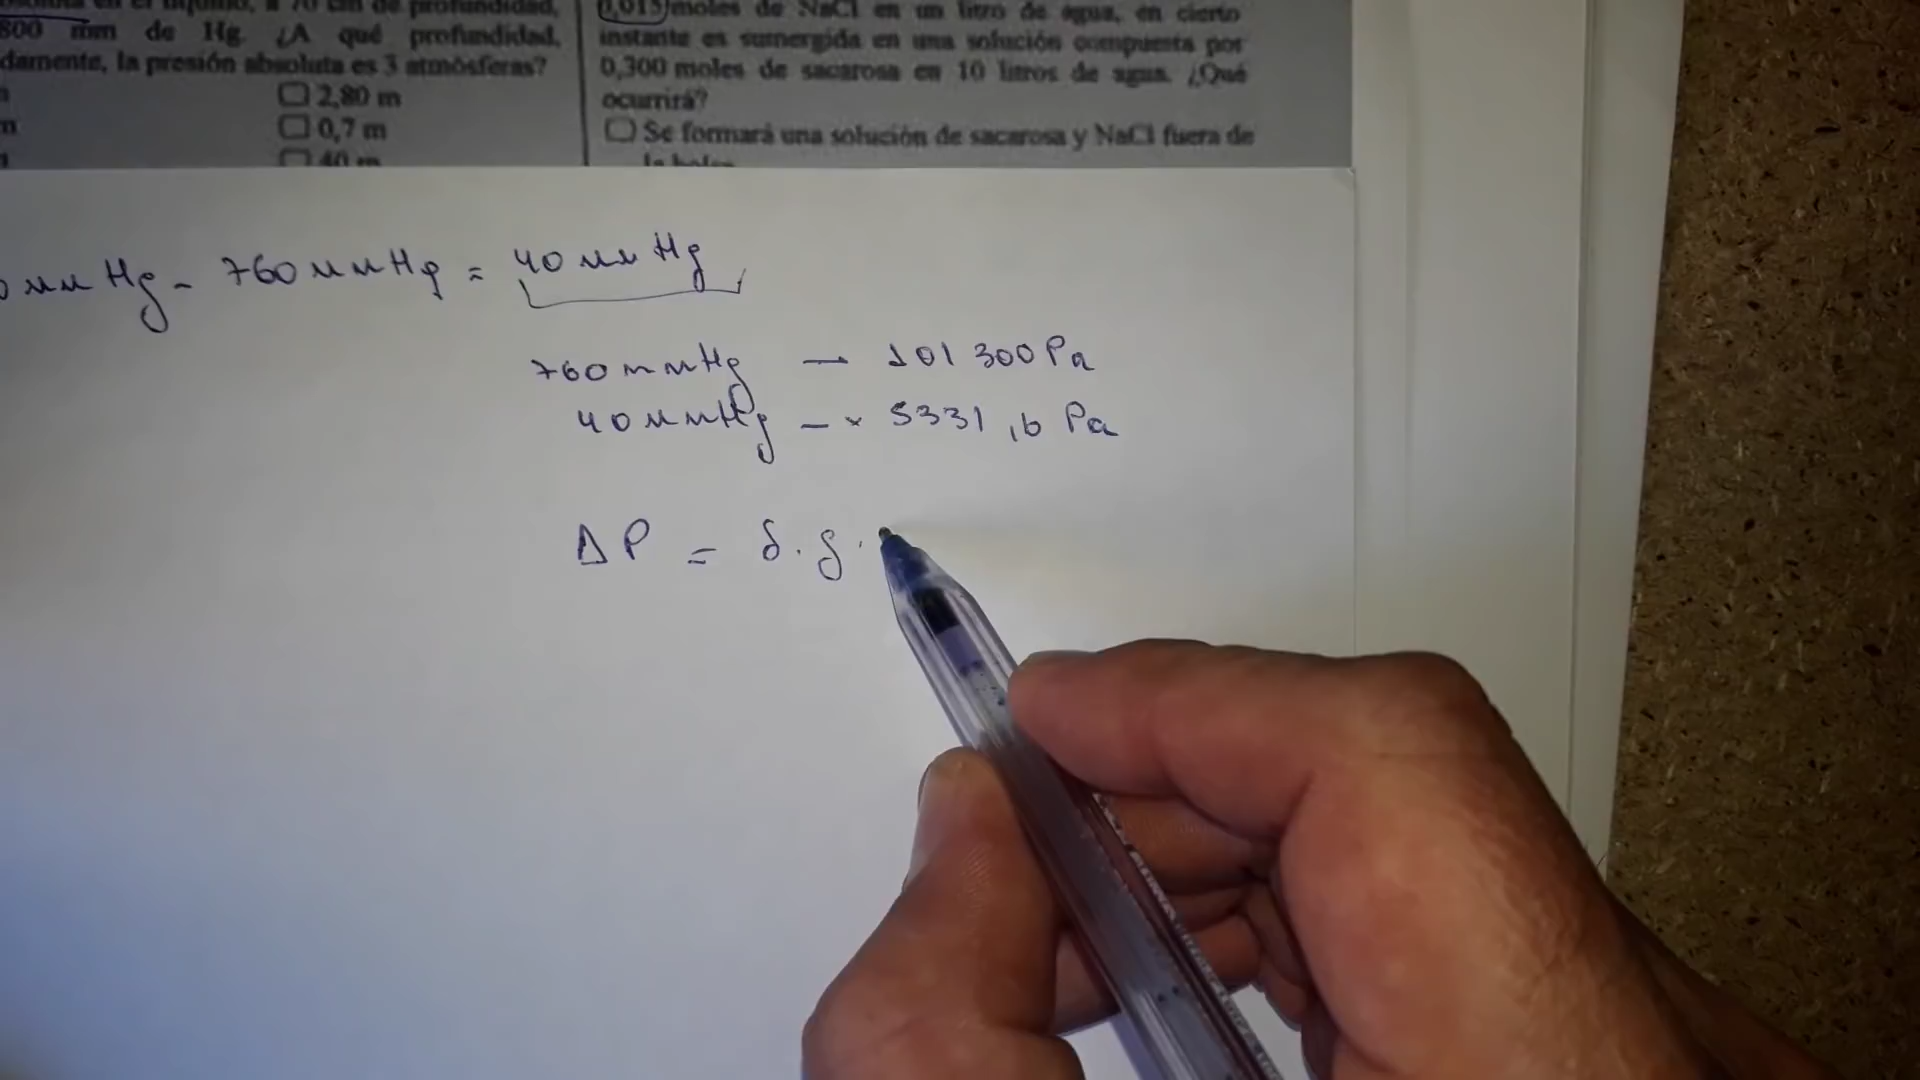 en el líquido, a 70 cm de profundidad,
800 mm de Hg. ¿A qué profundidad,
damente, la presión absoluta es 3 atmósferas?
2,80 m
0,7 m
40 m
0,015 moles de NaCl en un litro de agua, en cierto
instante es sumergida en una solución compuesta por
0,300 moles de sacarosa en 10 litros de agua. ¿Qué
ocurrirá?
Se formará una solución de sacarosa y NaCl fuera de
la bolsa
0 mmHg - 760 mmHg = 40 mmHg
760 mmHg — 101 300 Pa
40 mmHg — x 5331,6 Pa
ΔP = δ . g .